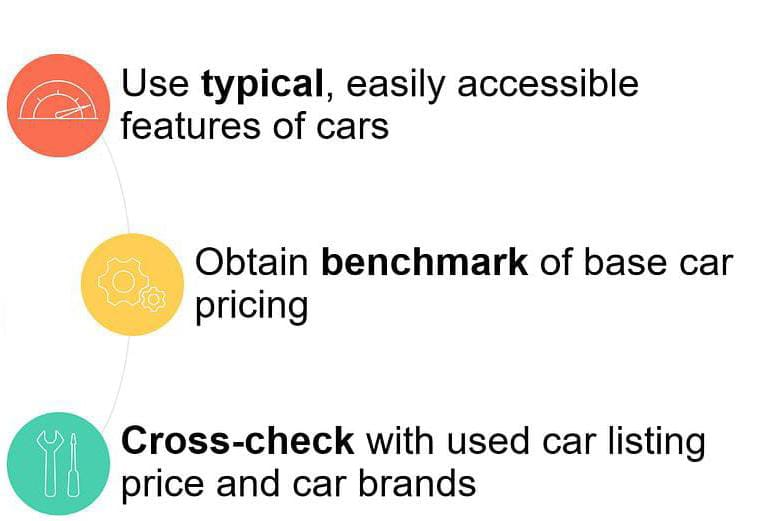 Use typical, easily accessible
features of cars
Obtain benchmark of base car
pricing
Cross-check with used car listing
price and car brands